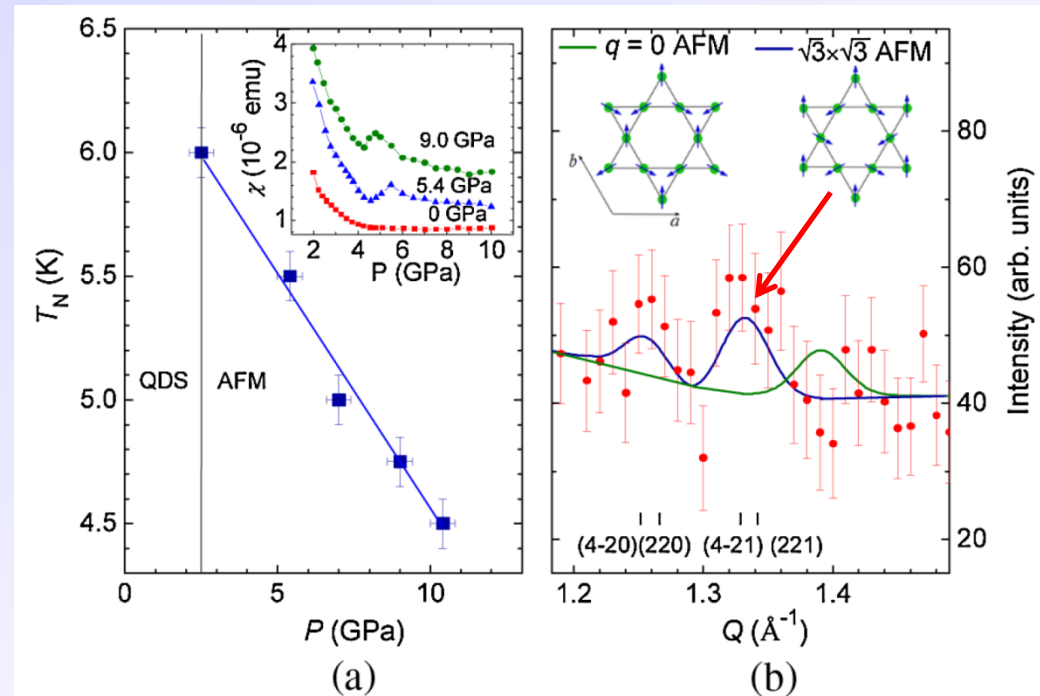 6.5
6.0
5.5
5.0
4.5
T_N (K)
QDS
AFM
0
5
10
P (GPa)
4
3
2
1
χ (10⁻⁶ emu)
9.0 GPa
5.4 GPa
0 GPa
2 4 6 8 10
P (GPa)
(a)
q = 0 AFM
√3×√3 AFM
b
a
80
60
40
20
Intensity (arb. units)
(4-20)(220)
(4-21) (221)
1.2 1.3 1.4
Q (Å⁻¹)
(b)